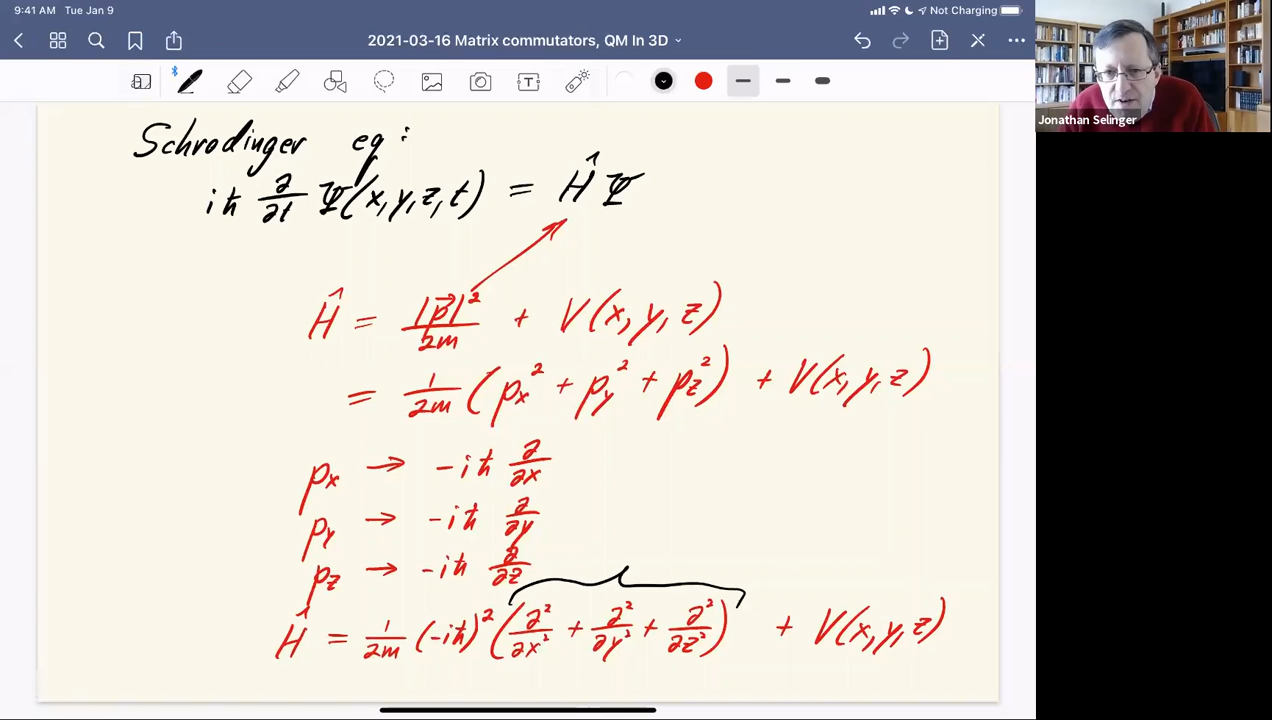 9:41 AM Tue Jan 9
Not Charging
2021-03-16 Matrix commutators, QM In 3D
Jonathan Selinger
Schrodinger eq:
iħ ∂/∂t Ψ(x,y,z,t) = ĤΨ
Ĥ = |p⃗|²/2m + V(x,y,z)
= 1/2m (px² + py² + pz²) + V(x,y,z)
px → -iħ ∂/∂x
py → -iħ ∂/∂y
pz → -iħ ∂/∂z
Ĥ = 1/2m (-iħ)² (∂²/∂x² + ∂²/∂y² + ∂²/∂z²) + V(x,y,z)